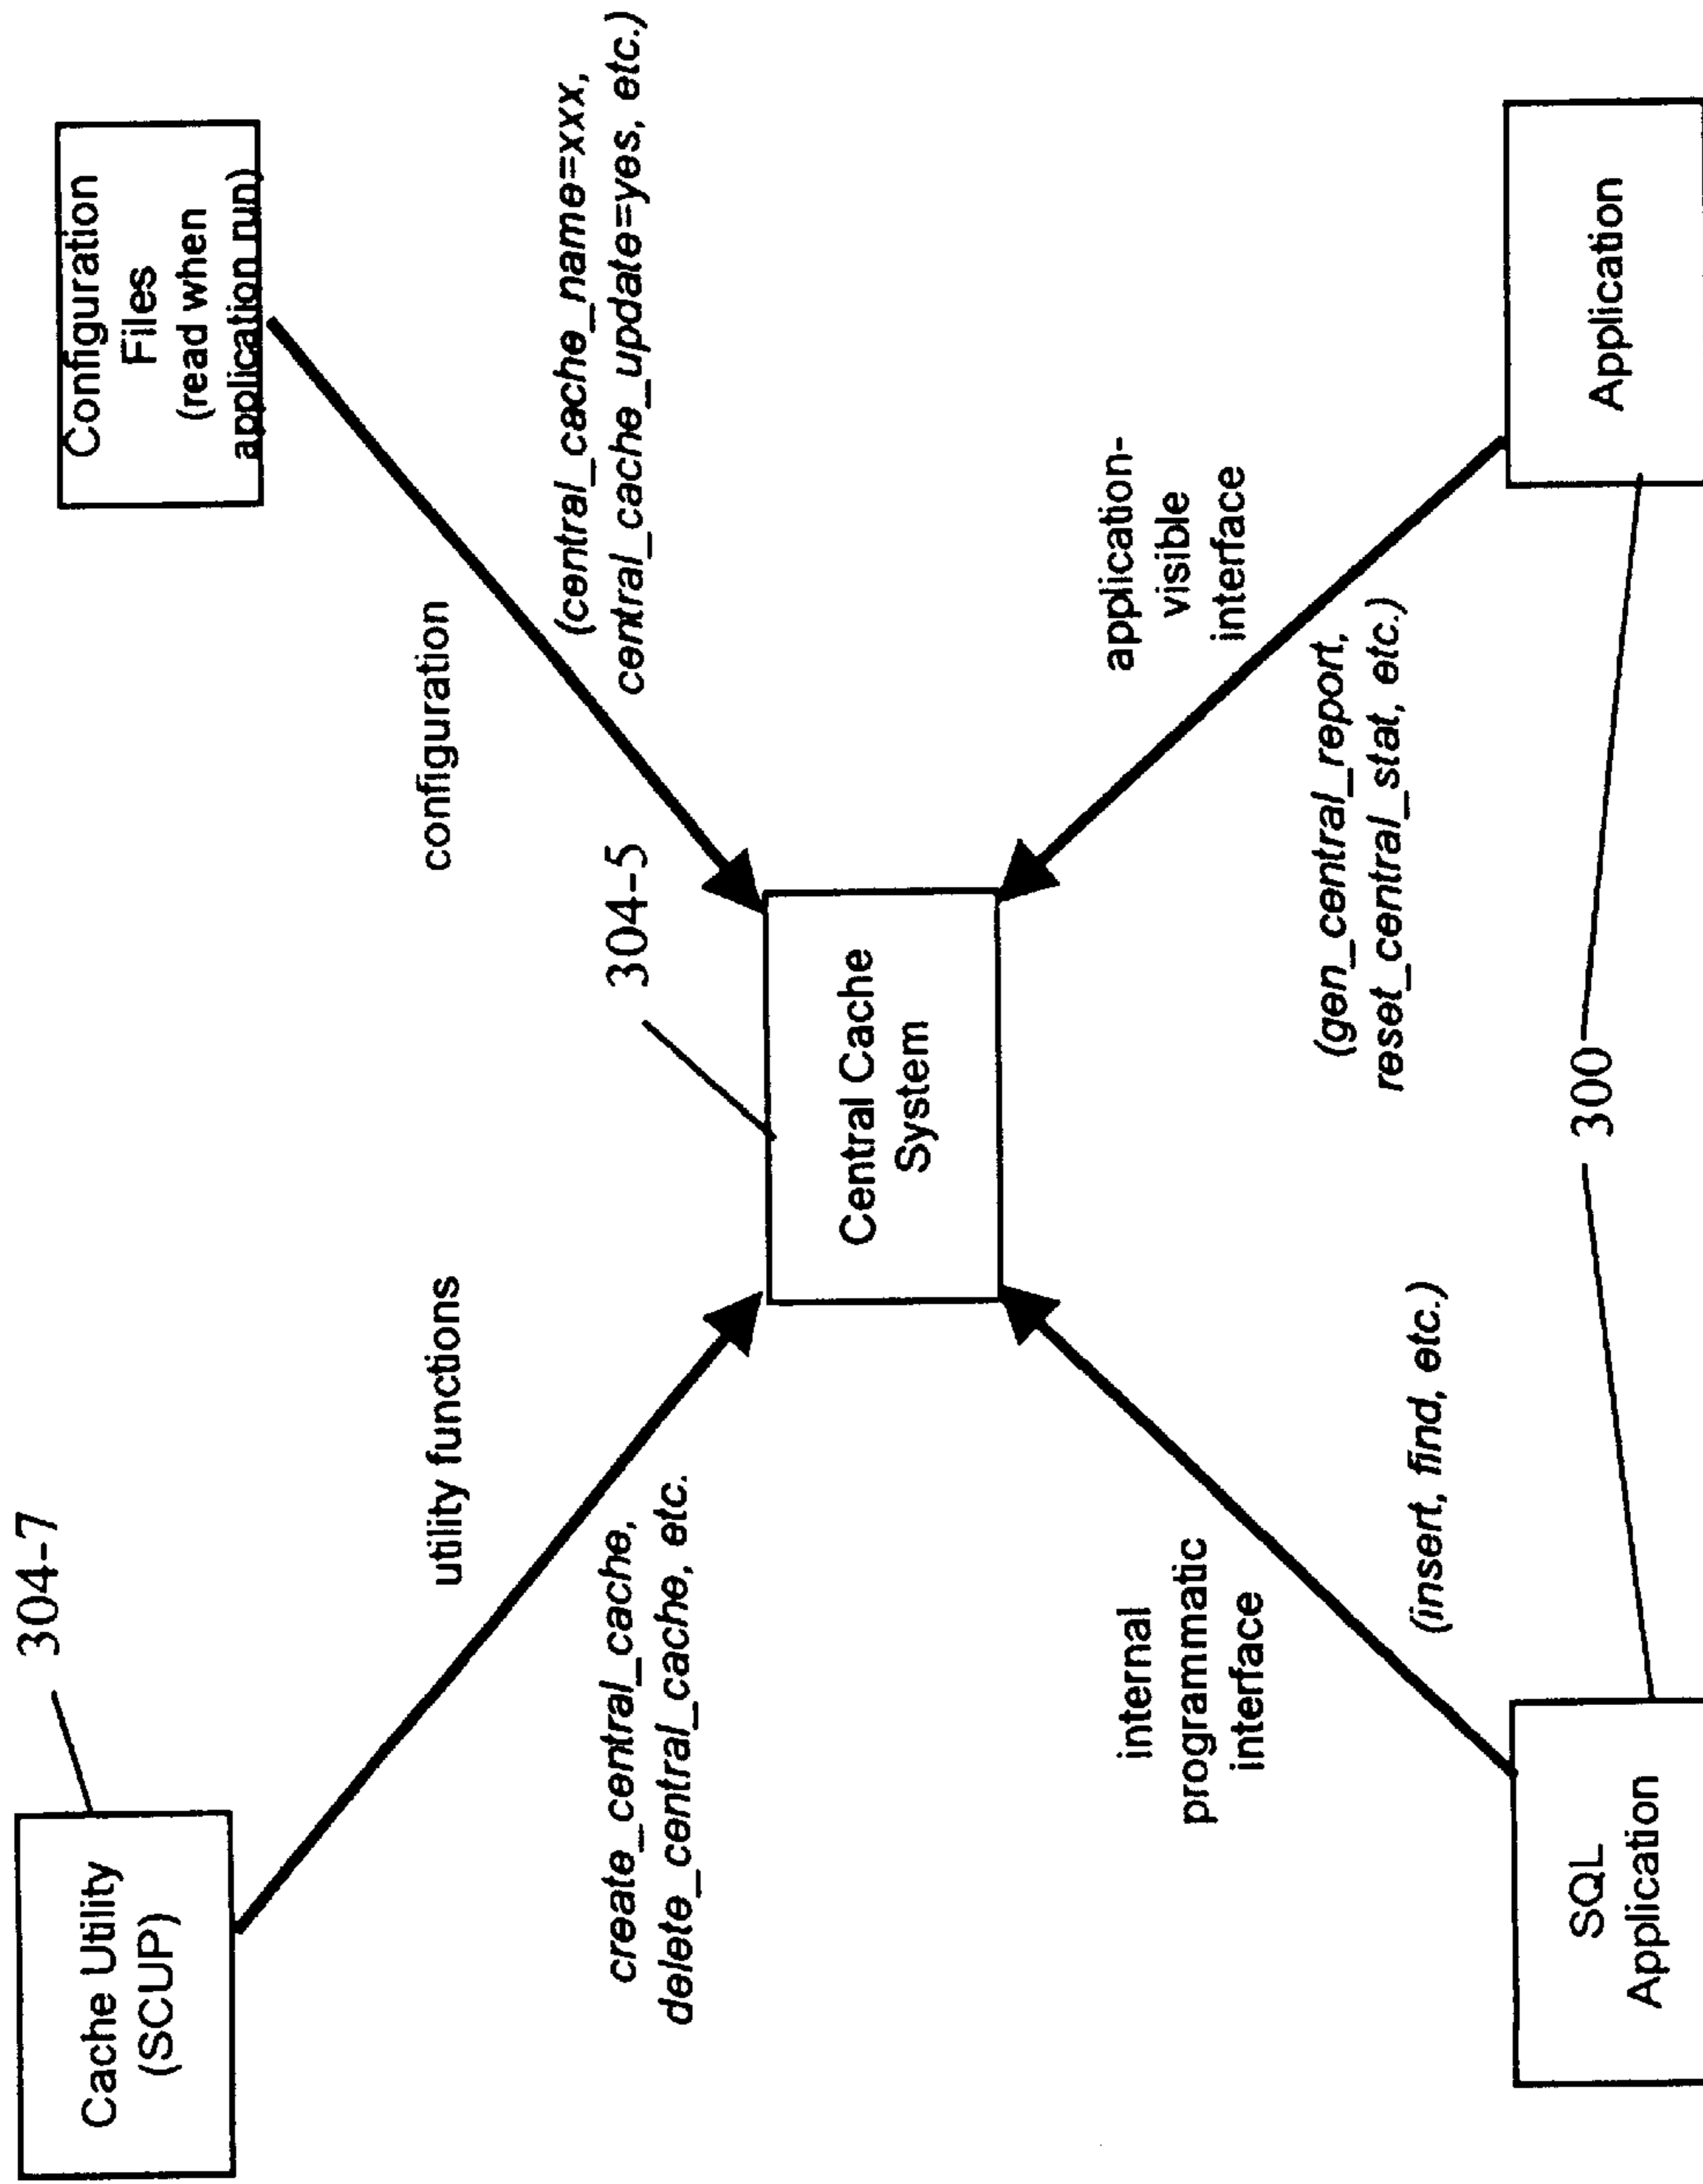 304-7
Cache Utility
(SCUP)
Configuration
Files
(read when
application run)
utility functions
configuration
create_central_cache,
delete_central_cache, etc.
(central_cache_name=xxx,
central_cache_update=yes, etc.)
304-5
Central Cache
System
internal
programmatic
interface
application-
visible
interface
(insert, find, etc.)
(gen_central_report,
reset_central_stat, etc.)
SQL
Application
300
Application